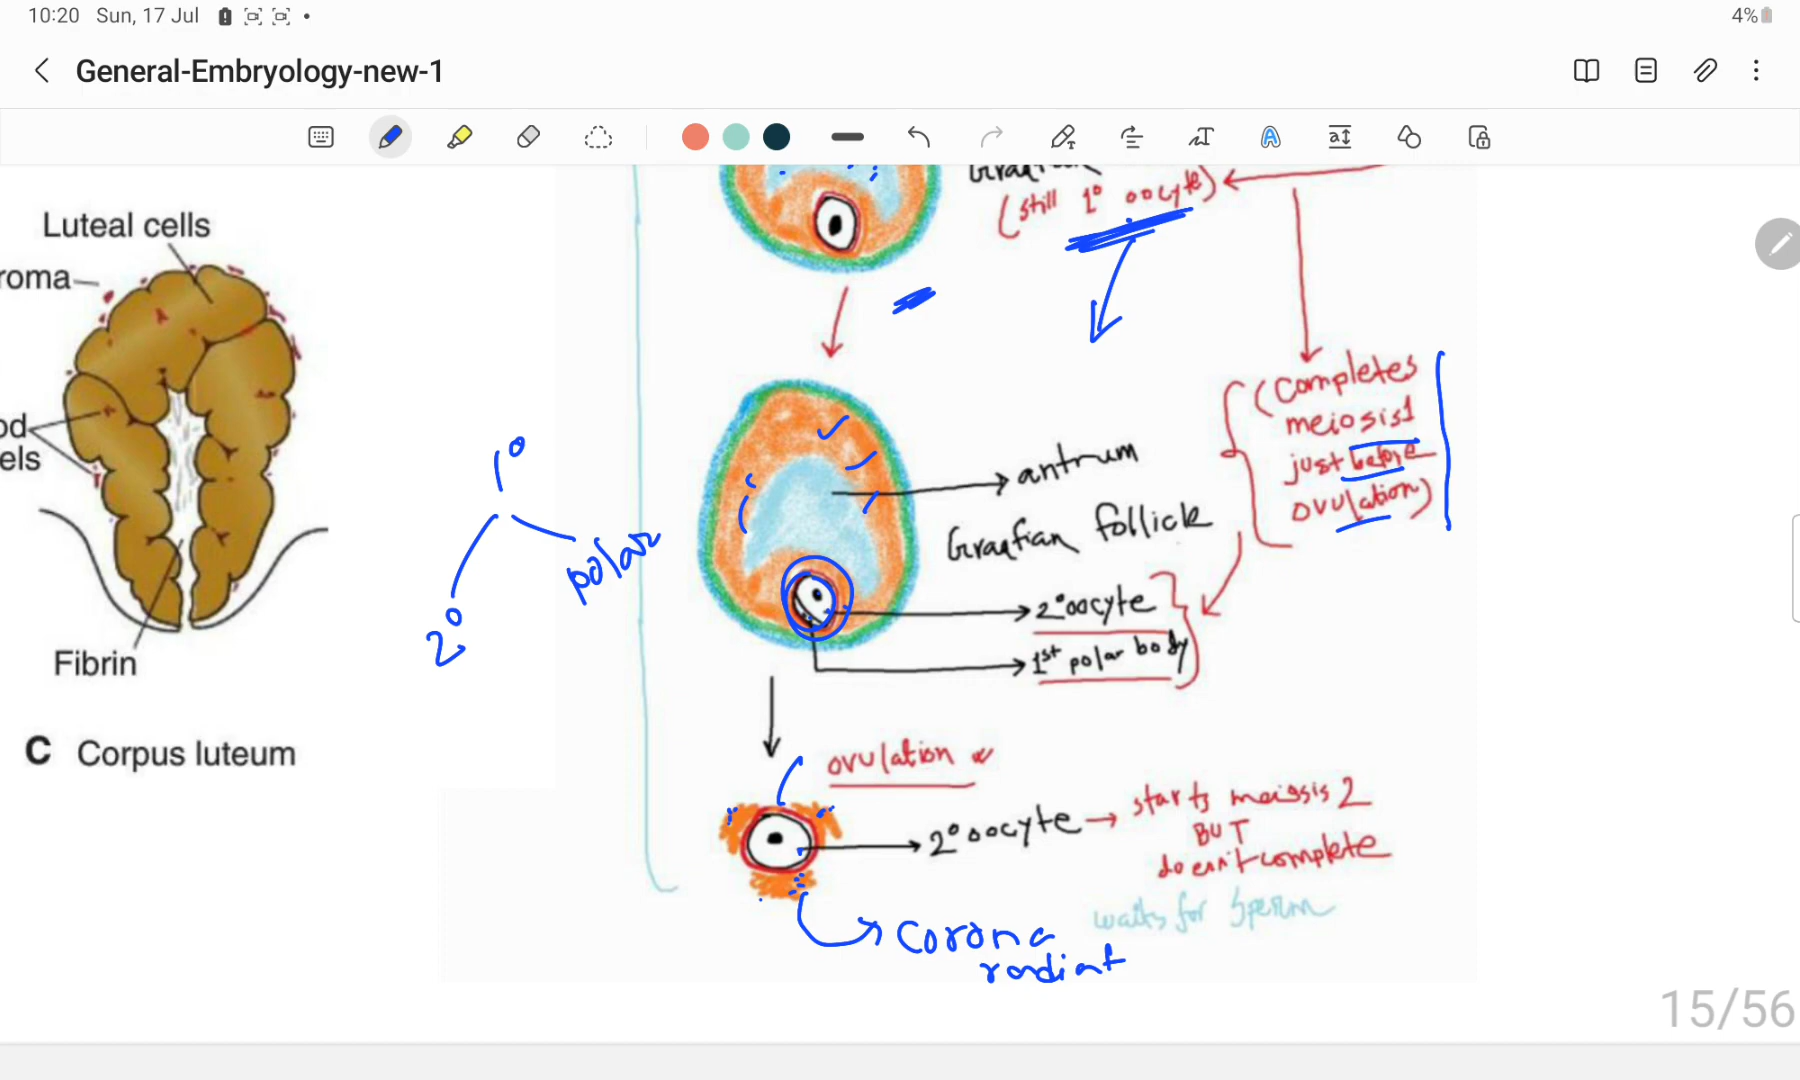 10:20 Sun, 17 Jul
4%
General-Embryology-new-1
Luteal cells
roma
od
els
Fibrin
C Corpus luteum
1°
2°
polar
(still 1° oocyte)
(Completes
meiosis1
just before
ovulation)
antrum
Graafian follicle
2° oocyte
1st polar body
ovulation
2° oocyte → starts meiosis 2
BUT
doesn't complete
waits for sperm
Corona
radiat
15/56